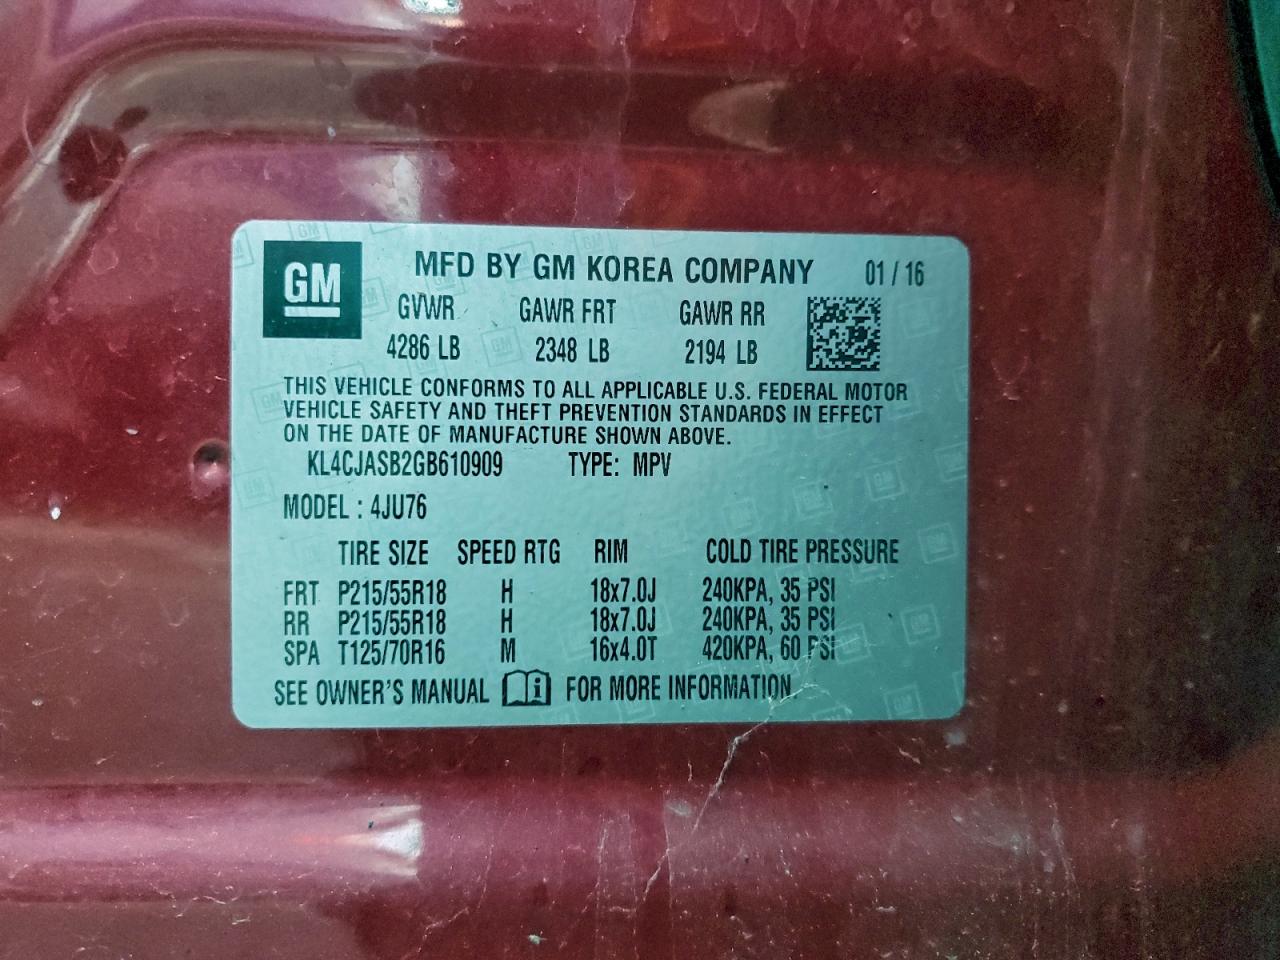 GM
MFD BY GM KOREA COMPANY 01 / 16
GVWR GAWR FRT GAWR RR
4286 LB 2348 LB 2194 LB
THIS VEHICLE CONFORMS TO ALL APPLICABLE U.S. FEDERAL MOTOR
VEHICLE SAFETY AND THEFT PREVENTION STANDARDS IN EFFECT
ON THE DATE OF MANUFACTURE SHOWN ABOVE.
KL4CJASB2GB610909 TYPE: MPV
MODEL : 4JU76
TIRE SIZE SPEED RTG RIM COLD TIRE PRESSURE
FRT P215/55R18 H 18x7.0J 240KPA, 35 PSI
RR P215/55R18 H 18x7.0J 240KPA, 35 PSI
SPA T125/70R16 M 16x4.0T 420KPA, 60 PSI
SEE OWNER'S MANUAL FOR MORE INFORMATION.